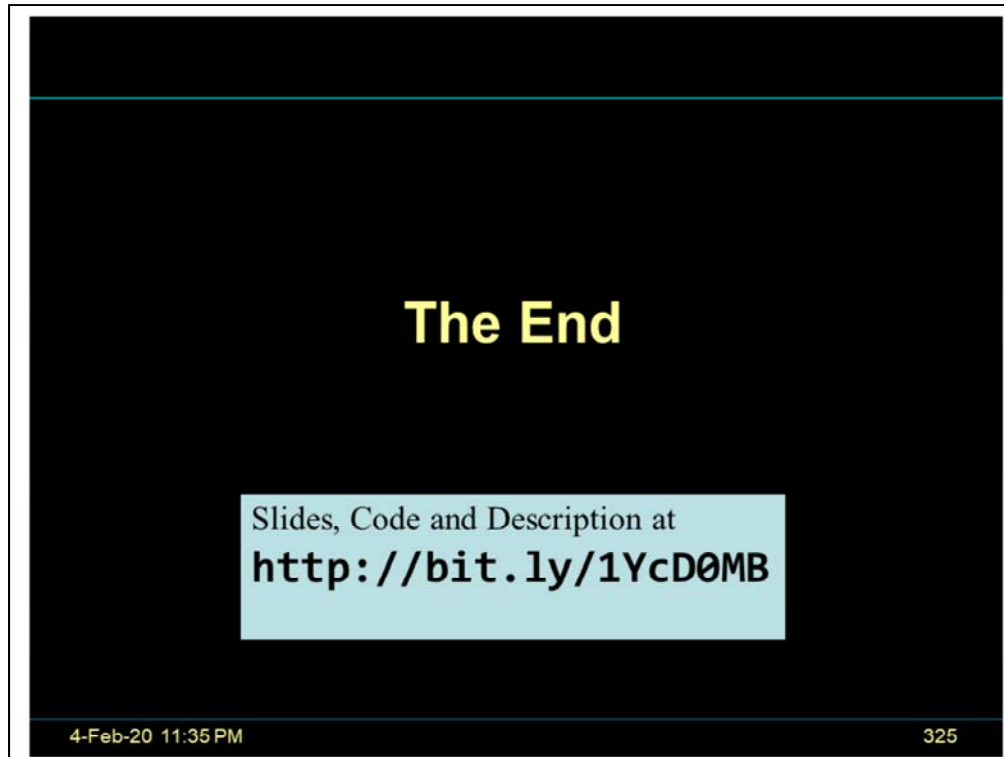 The End
Slides, Code and Description at
http://bit.ly/1YcD0MB
4-Feb-20 11:35 PM
325